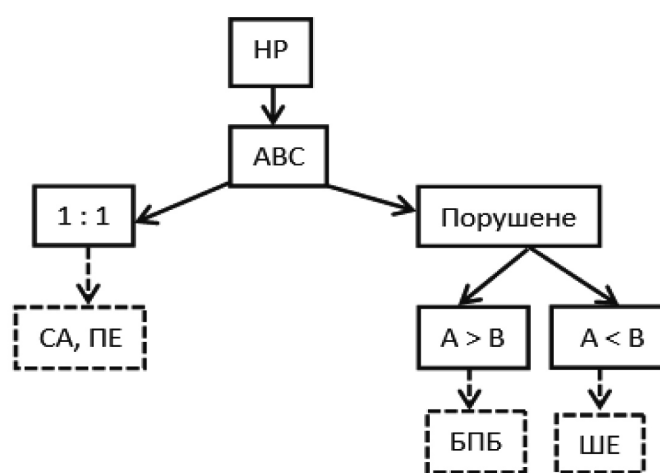 НР
АВС
1 : 1
Порушене
СА, ПЕ
А > В
А < В
БПБ
ШЕ